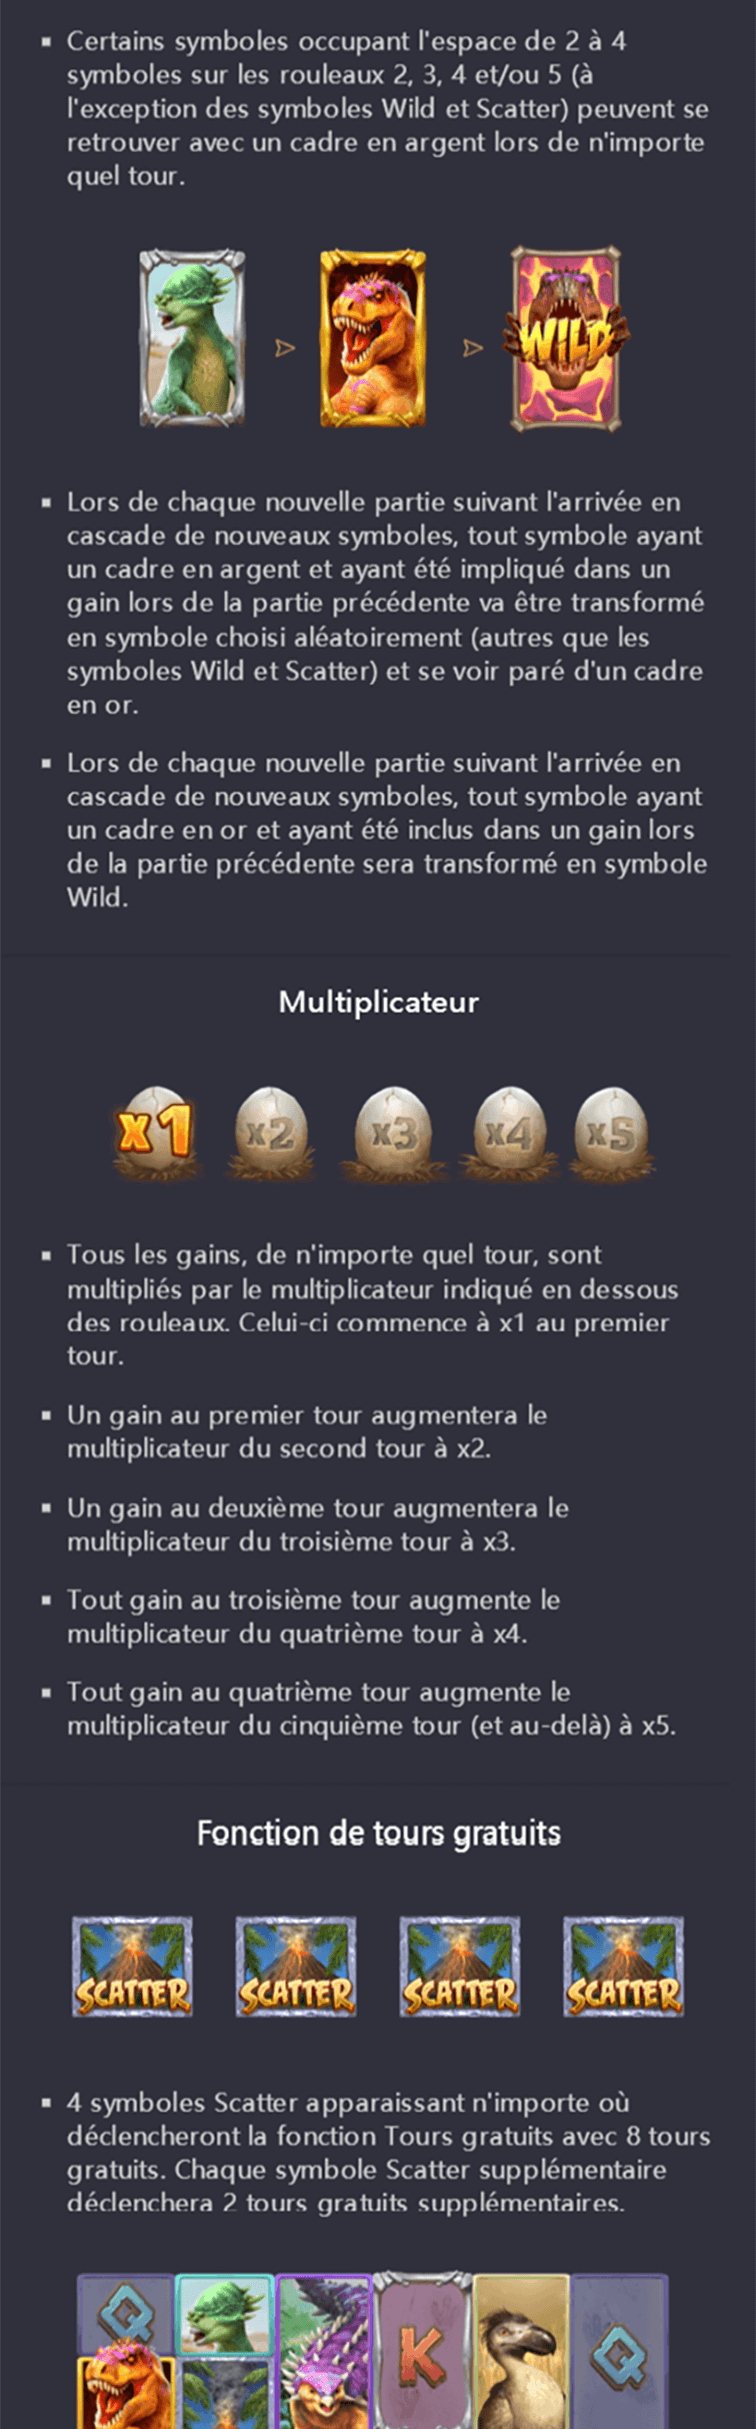 Certains symboles occupant l'espace de 2 à 4
symboles sur les rouleaux 2, 3, 4 et/ou 5 (à
l'exception des symboles Wild et Scatter) peuvent se
retrouver avec un cadre en argent lors de n'importe
quel tour.
WILD
Lors de chaque nouvelle partie suivant l'arrivée en
cascade de nouveaux symboles, tout symbole ayant
un cadre en argent et ayant été impliqué dans un
gain lors de la partie précédente va être transformé
en symbole choisi aléatoirement (autres que les
symboles Wild et Scatter) et se voir paré d'un cadre
en or.
Lors de chaque nouvelle partie suivant l'arrivée en
cascade de nouveaux symboles, tout symbole ayant
un cadre en or et ayant été inclus dans un gain lors
de la partie précédente sera transformé en symbole
Wild.
Multiplicateur
x1 x2 x3 x4 x5
Tous les gains, de n'importe quel tour, sont
multipliés par le multiplicateur indiqué en dessous
des rouleaux. Celui-ci commence à x1 au premier
tour.
Un gain au premier tour augmentera le
multiplicateur du second tour à x2.
Un gain au deuxième tour augmentera le
multiplicateur du troisième tour à x3.
Tout gain au troisième tour augmente le
multiplicateur du quatrième tour à x4.
Tout gain au quatrième tour augmente le
multiplicateur du cinquième tour (et au-delà) à x5.
Fonction de tours gratuits
SCATTER SCATTER SCATTER SCATTER
4 symboles Scatter apparaissant n'importe où
déclencheront la fonction Tours gratuits avec 8 tours
gratuits. Chaque symbole Scatter supplémentaire
déclenchera 2 tours gratuits supplémentaires.
Q K Q